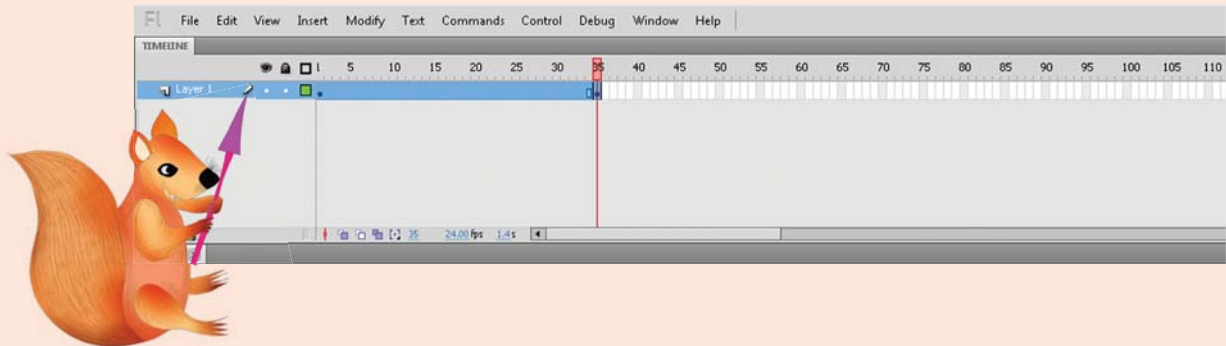 Fl File Edit View Insert Modify Text Commands Control Debug Window Help
TIMELINE
1 5 10 15 20 25 30 35 40 45 50 55 60 65 70 75 80 85 90 95 100 105 110
Layer 1
35 24.00 fps 1.4 s